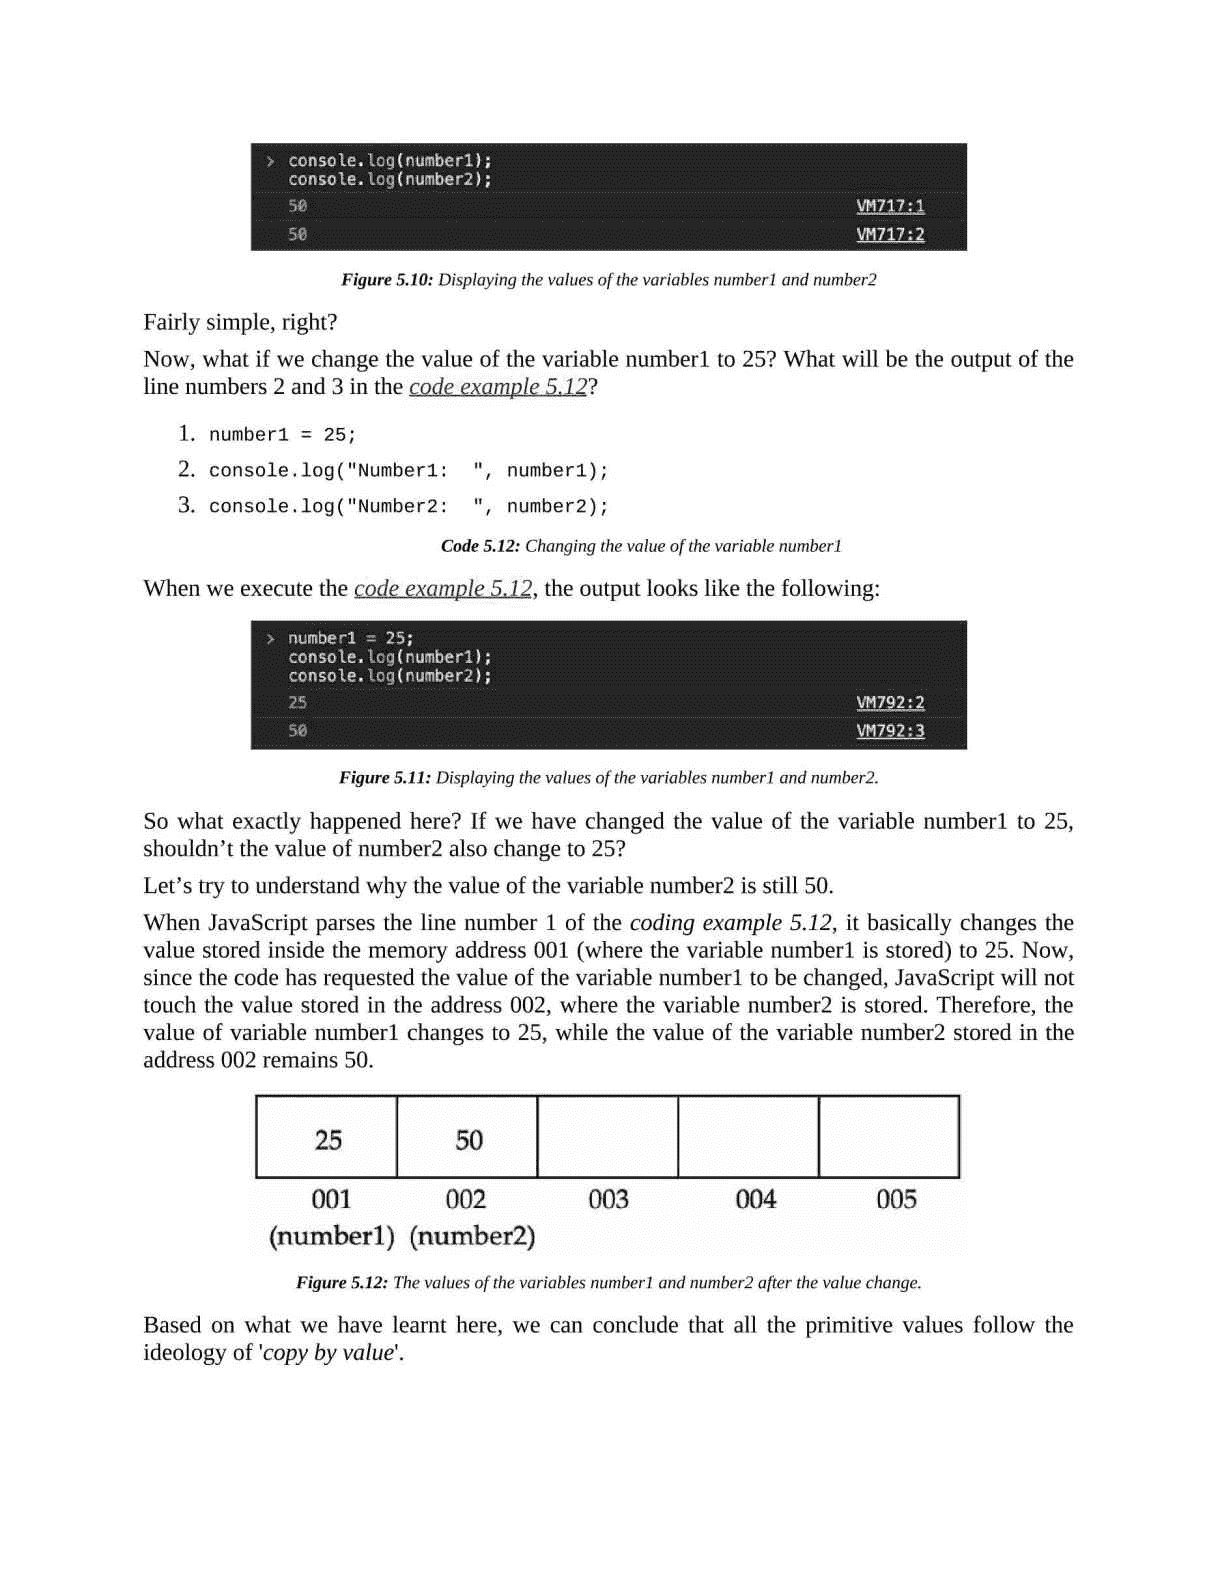 > console.log(number1);
console.log(number2);
50 VM717:1
50 VM717:2
Figure 5.10: Displaying the values of the variables number1 and number2
Fairly simple, right?
Now, what if we change the value of the variable number1 to 25? What will be the output of the
line numbers 2 and 3 in the code example 5.12?
1. number1 = 25;
2. console.log("Number1:  ", number1);
3. console.log("Number2:  ", number2);
Code 5.12: Changing the value of the variable number1
When we execute the code example 5.12, the output looks like the following:
> number1 = 25;
console.log(number1);
console.log(number2);
25 VM792:2
50 VM792:3
Figure 5.11: Displaying the values of the variables number1 and number2.
So what exactly happened here? If we have changed the value of the variable number1 to 25,
shouldn’t the value of number2 also change to 25?
Let’s try to understand why the value of the variable number2 is still 50.
When JavaScript parses the line number 1 of the coding example 5.12, it basically changes the
value stored inside the memory address 001 (where the variable number1 is stored) to 25. Now,
since the code has requested the value of the variable number1 to be changed, JavaScript will not
touch the value stored in the address 002, where the variable number2 is stored. Therefore, the
value of variable number1 changes to 25, while the value of the variable number2 stored in the
address 002 remains 50.
25 50
001 002 003 004 005
(number1) (number2)
Figure 5.12: The values of the variables number1 and number2 after the value change.
Based on what we have learnt here, we can conclude that all the primitive values follow the
ideology of 'copy by value'.